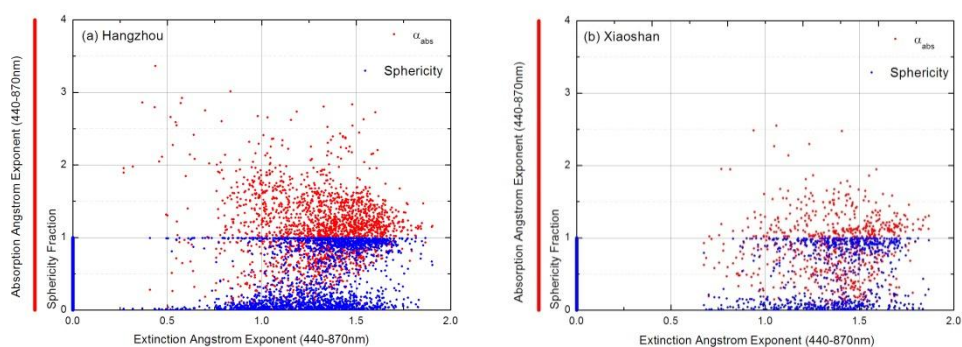 (a) Hangzhou
α_abs
Sphericity
Absorption Angstrom Exponent (440-870nm)
Sphericity Fraction
4
3
2
1
0
0.0 0.5 1.0 1.5 2.0
Extinction Angstrom Exponent (440-870nm)
(b) Xiaoshan
α_abs
Sphericity
Absorption Angstrom Exponent (440-870nm)
Sphericity Fraction
4
3
2
1
0
0.0 0.5 1.0 1.5 2.0
Extinction Angstrom Exponent (440-870nm)